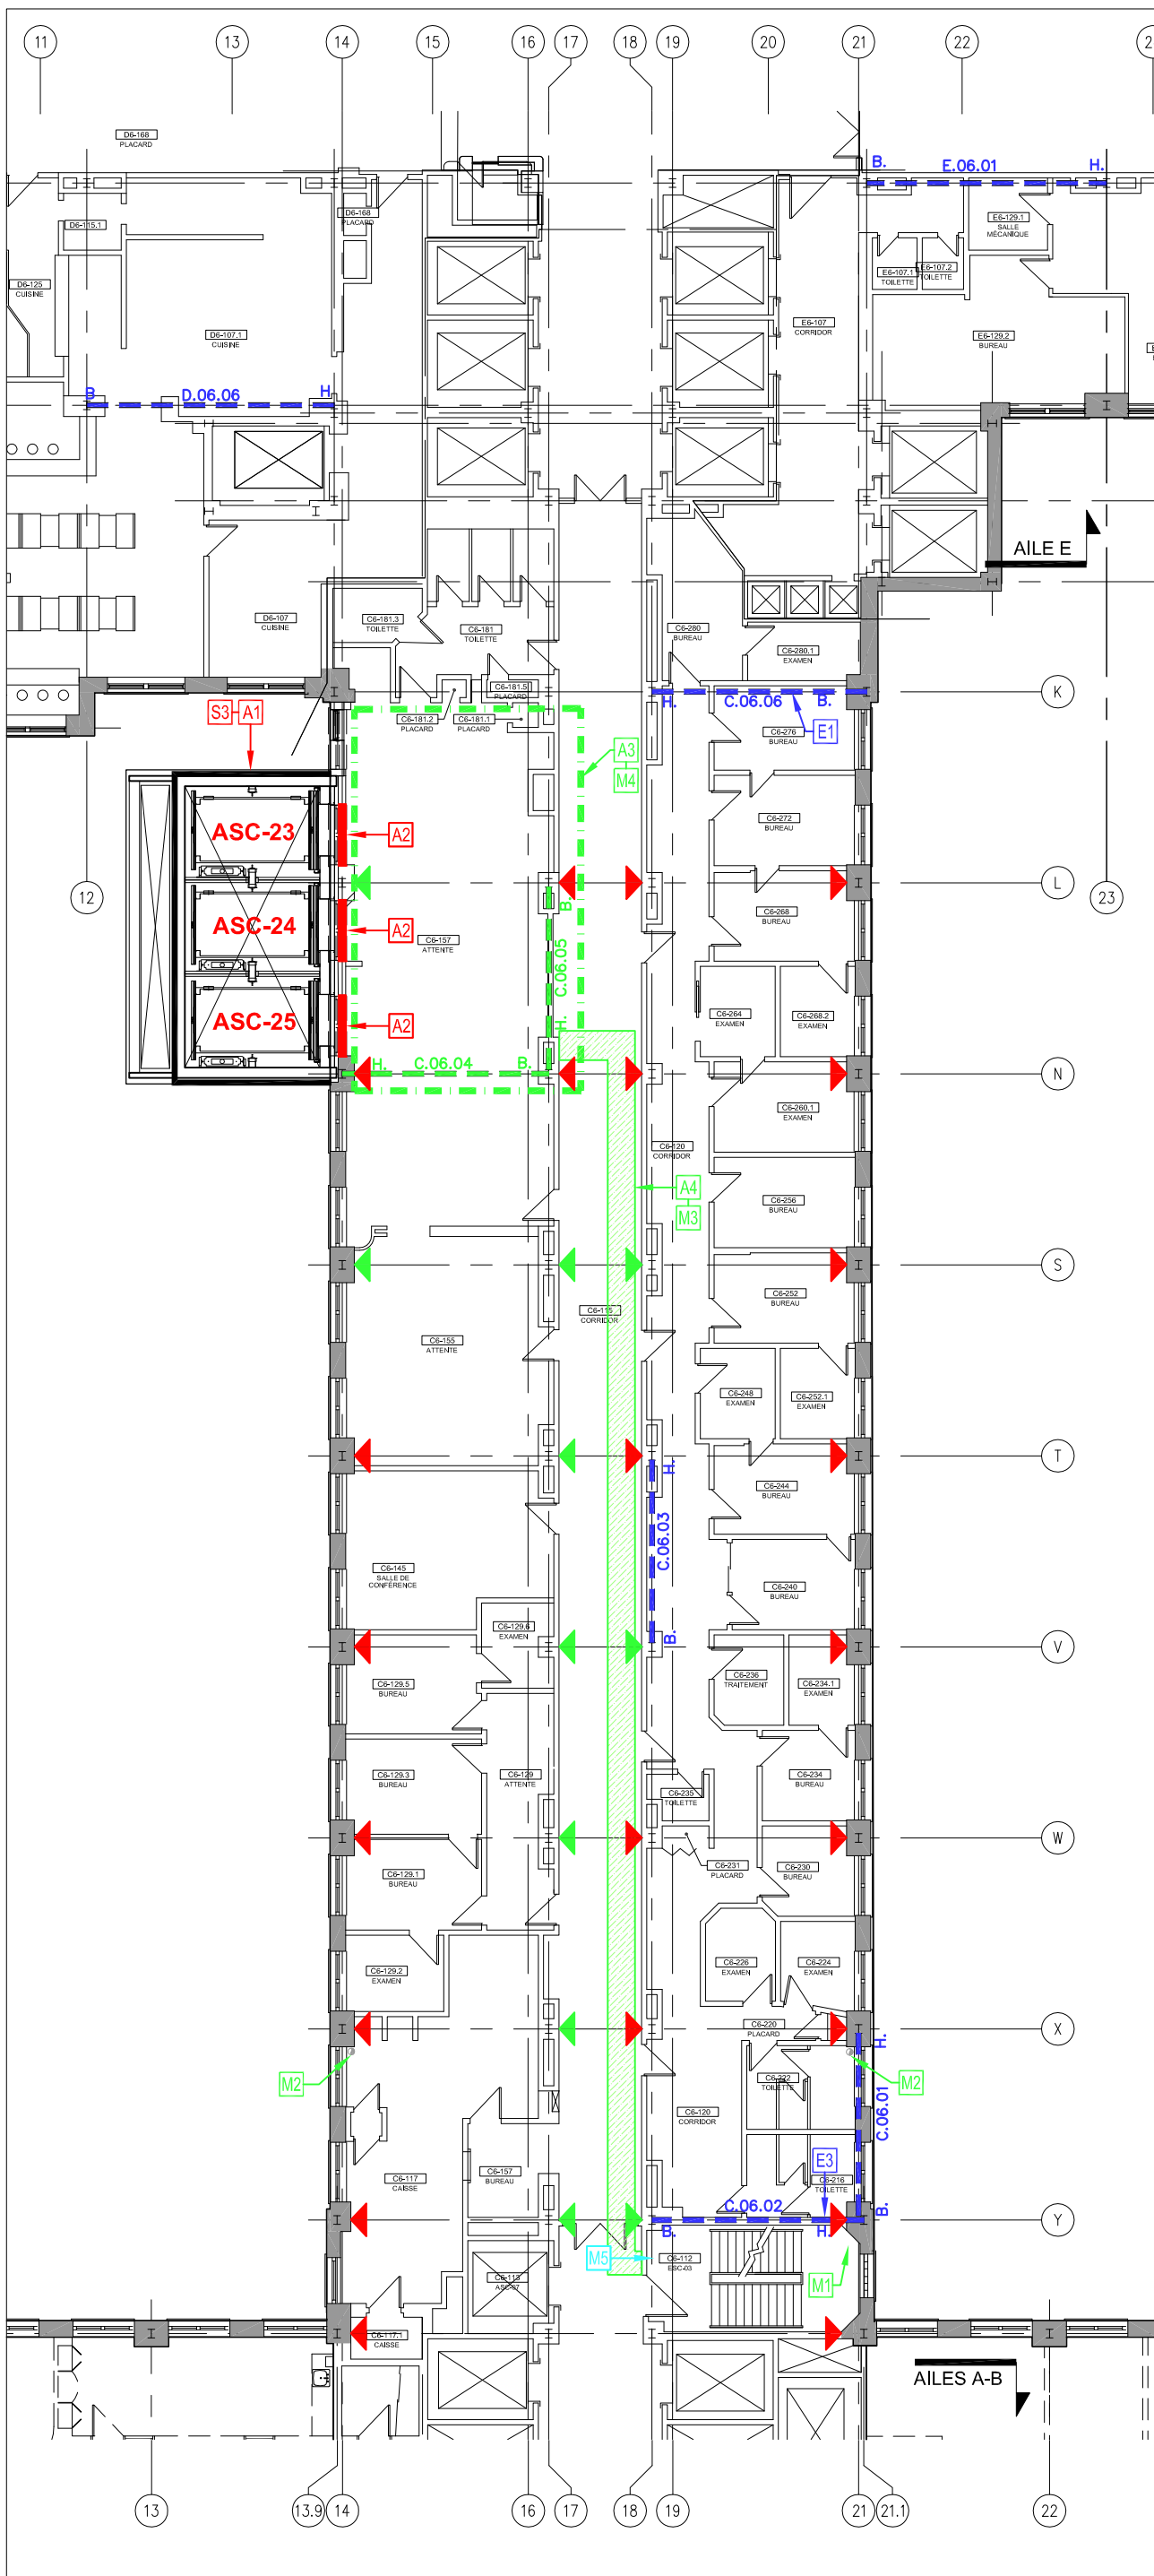 11
13
14
15
16
17
18
19
20
21
22
D6-168
PLACARD
B.
E.06.01
H.
D6-168
PLACARD
D6-115.1
E6-129.1
SALLE
MÉCANIQUE
E6-107.1
TOILETTE
E6-107.2
TOILETTE
D6-125
CUISINE
E6-107
CORRIDOR
D6-107.1
CUISINE
E6-129.2
BUREAU
B
D.06.06
H.
AILE E
D6-107
CUISINE
C6-181.3
TOILETTE
C6-181
TOILETTE
C6-280
BUREAU
C6-280.1
EXAMEN
C6-181.5
PLACARD
H.
C.06.06
B.
K
S3
A1
C6-181.2
PLACARD
C6-181.1
PLACARD
E1
C6-276
BUREAU
A3
M4
ASC-23
A2
C6-272
BUREAU
L
12
23
B.
C.06.05
H.
C6-268
BUREAU
ASC-24
A2
C6-157
ATTENTE
C6-264
EXAMEN
C6-268.2
EXAMEN
ASC-25
A2
H.
C.06.04
B.
N
C6-260.1
EXAMEN
C6-120
CORRIDOR
A4
M3
C6-256
BUREAU
S
C6-252
BUREAU
C6-115
CORRIDOR
C6-155
ATTENTE
C6-248
EXAMEN
C6-252.1
EXAMEN
T
H.
C.06.03
B.
C6-244
BUREAU
C6-145
SALLE DE
CONFÉRENCE
C6-240
BUREAU
C6-129.6
EXAMEN
V
C6-129.5
BUREAU
C6-236
TRAITEMENT
C6-234.1
EXAMEN
C6-129.3
BUREAU
C6-129
ATTENTE
C6-234
BUREAU
C6-235
TOILETTE
W
C6-129.1
BUREAU
C6-231
PLACARD
C6-230
BUREAU
C6-129.2
EXAMEN
C6-226
EXAMEN
C6-224
EXAMEN
C6-220
PLACARD
X
H.
C.06.01
B.
M2
M2
C6-222
TOILETTE
C6-120
CORRIDOR
C6-117
CAISSE
C6-157
BUREAU
E3
C6-216
TOILETTE
B.
C.06.02
H.
Y
M5
C6-112
ESC-03
M1
C6-113
ASC-07
C6-117.1
CAISSE
AILES A-B
13
13.9
14
16
17
18
19
21
21.1
22